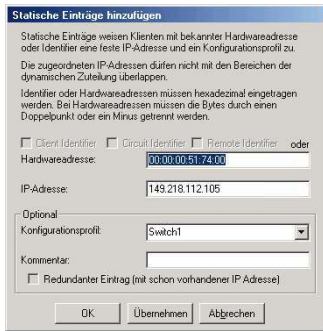 Statische Einträge hinzufügen
Statische Einträge weisen Klienten mit bekannter Hardwareadresse
oder Identifier eine feste IP-Adresse und ein Konfigurationsprofil zu.
Die zugeordneten IP-Adressen dürfen nicht mit den Bereichen der
dynamischen Zuteilung überlappen.
Identifier oder Hardwareadressen müssen hexadezimal eingetragen
werden. Bei Hardwareadressen müssen die Bytes durch einen
Doppelpunkt oder ein Minus getrennt werden.
Client Identifier Circuit Identifier Remote Identifier oder
Hardwareadresse: 00:00:00:51:74:00
IP-Adresse: 149.218.112.105
Optional
Konfigurationsprofil: Switch1
Kommentar:
Redundanter Eintrag (mit schon vorhandener IP Adresse)
OK Übernehmen Abbrechen